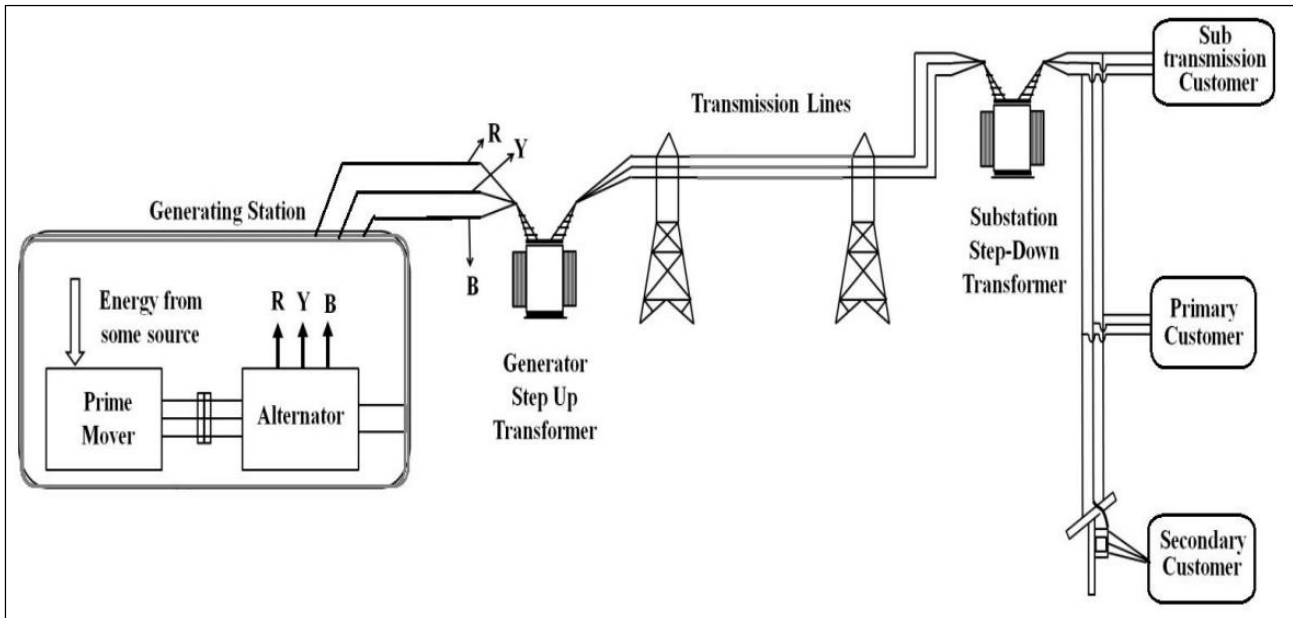 Generating Station
Energy from
some source
Prime
Mover
R Y B
Alternator
R
Y
B
Generator
Step Up
Transformer
Transmission Lines
Substation
Step-Down
Transformer
Sub
transmission
Customer
Primary
Customer
Secondary
Customer